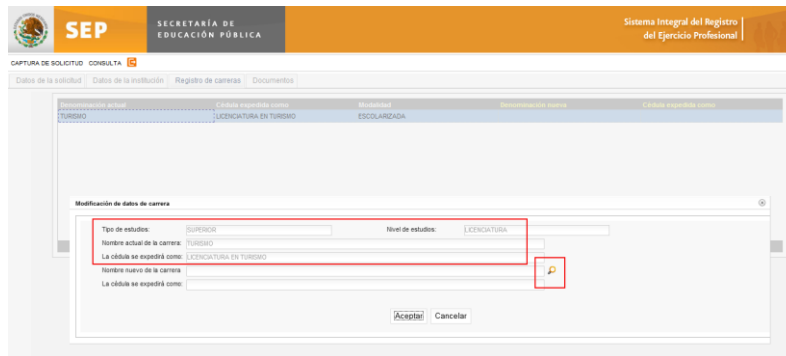 SEP
SECRETARÍA DE
EDUCACIÓN PÚBLICA
Sistema Integral del Registro
del Ejercicio Profesional
CAPTURA DE SOLICITUD CONSULTA
Datos de la solicitud Datos de la institución Registro de carreras Documentos
Denominación actual Cédula expedida como Modalidad Denominación nueva Cédula expedida como
TURISMO LICENCIATURA EN TURISMO ESCOLARIZADA
Modificación de datos de carrera
Tipo de estudios: SUPERIOR Nivel de estudios: LICENCIATURA
Nombre actual de la carrera: TURISMO
La cédula se expedirá como: LICENCIATURA EN TURISMO
Nombre nuevo de la carrera
La cédula se expedirá como:
Aceptar Cancelar